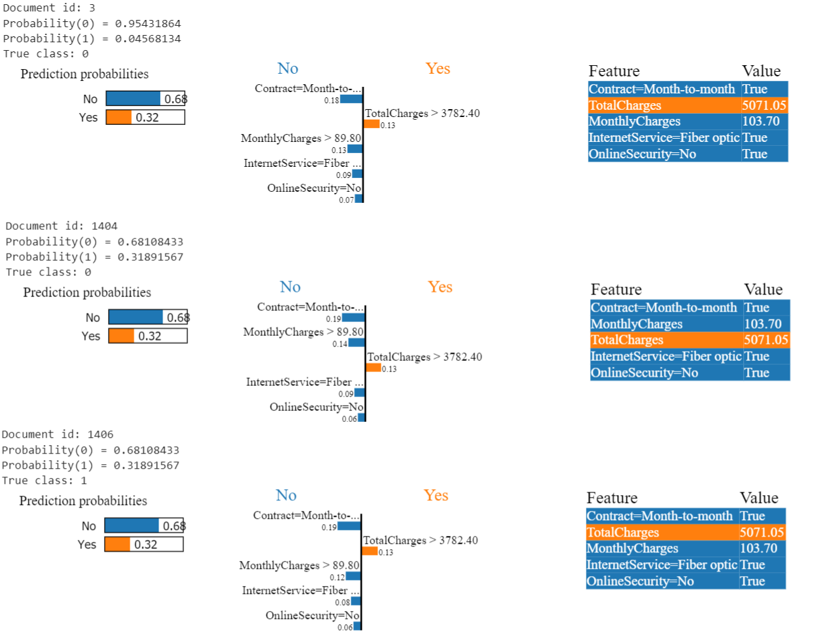 Document id: 3
Probability(0) = 0.95431864
Probability(1) = 0.04568134
True class: 0
Prediction probabilities
No 0.68
Yes 0.32
No Yes
Contract=Month-to-...
0.18
TotalCharges > 3782.40
0.13
MonthlyCharges > 89.80
0.13
InternetService=Fiber ...
0.09
OnlineSecurity=No
0.07
Feature Value
Contract=Month-to-month True
TotalCharges 5071.05
MonthlyCharges 103.70
InternetService=Fiber optic True
OnlineSecurity=No True
Document id: 1404
Probability(0) = 0.68108433
Probability(1) = 0.31891567
True class: 0
Prediction probabilities
No 0.68
Yes 0.32
No Yes
Contract=Month-to-...
0.19
MonthlyCharges > 89.80
0.14
TotalCharges > 3782.40
0.13
InternetService=Fiber ...
0.09
OnlineSecurity=No
0.06
Feature Value
Contract=Month-to-month True
MonthlyCharges 103.70
TotalCharges 5071.05
InternetService=Fiber optic True
OnlineSecurity=No True
Document id: 1406
Probability(0) = 0.68108433
Probability(1) = 0.31891567
True class: 1
Prediction probabilities
No 0.68
Yes 0.32
No Yes
Contract=Month-to-...
0.19
TotalCharges > 3782.40
0.13
MonthlyCharges > 89.80
0.12
InternetService=Fiber ...
0.08
OnlineSecurity=No
0.06
Feature Value
Contract=Month-to-month True
TotalCharges 5071.05
MonthlyCharges 103.70
InternetService=Fiber optic True
OnlineSecurity=No True